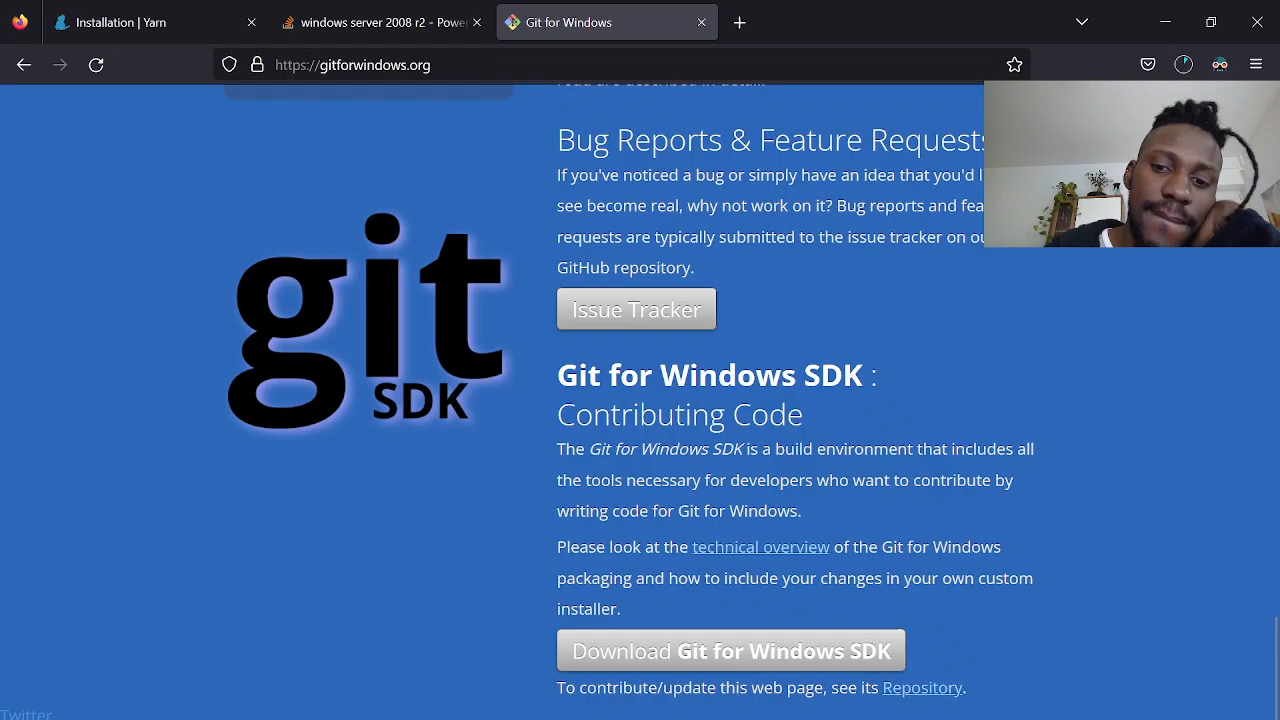 Installation | Yarn
windows server 2008 r2 - Power
Git for Windows
https://gitforwindows.org
Bug Reports & Feature Requests
If you've noticed a bug or simply have an idea that you'd l
see become real, why not work on it? Bug reports and fea
requests are typically submitted to the issue tracker on ou
GitHub repository.
Issue Tracker
git
SDK
Git for Windows SDK :
Contributing Code
The Git for Windows SDK is a build environment that includes all
the tools necessary for developers who want to contribute by
writing code for Git for Windows.
Please look at the technical overview of the Git for Windows
packaging and how to include your changes in your own custom
installer.
Download Git for Windows SDK
To contribute/update this web page, see its Repository.
Twitter